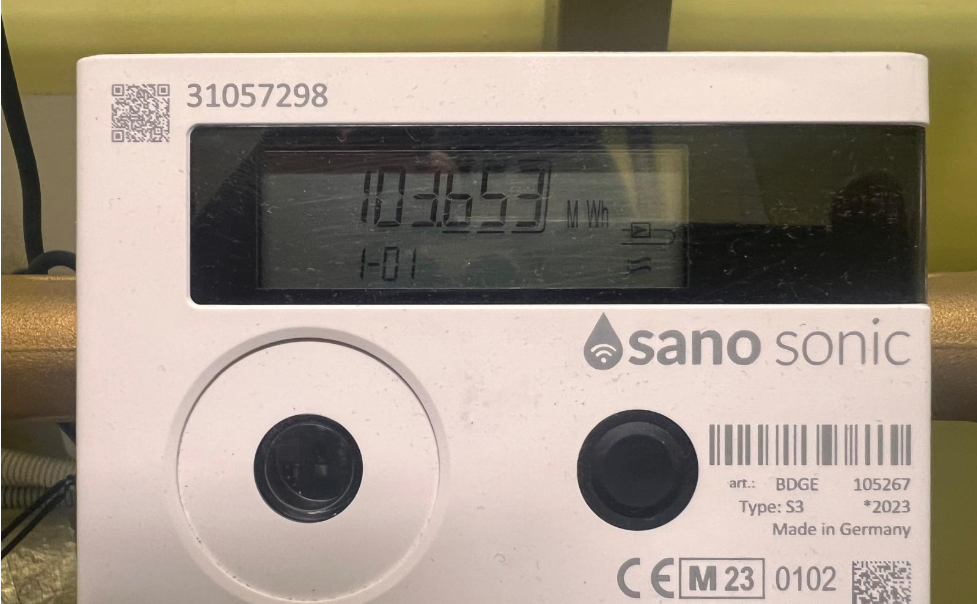 31057298
103.653 MWh
1-01
sano sonic
art.: BDGE 105267
Type: S3 *2023
Made in Germany
CE M 23 0102